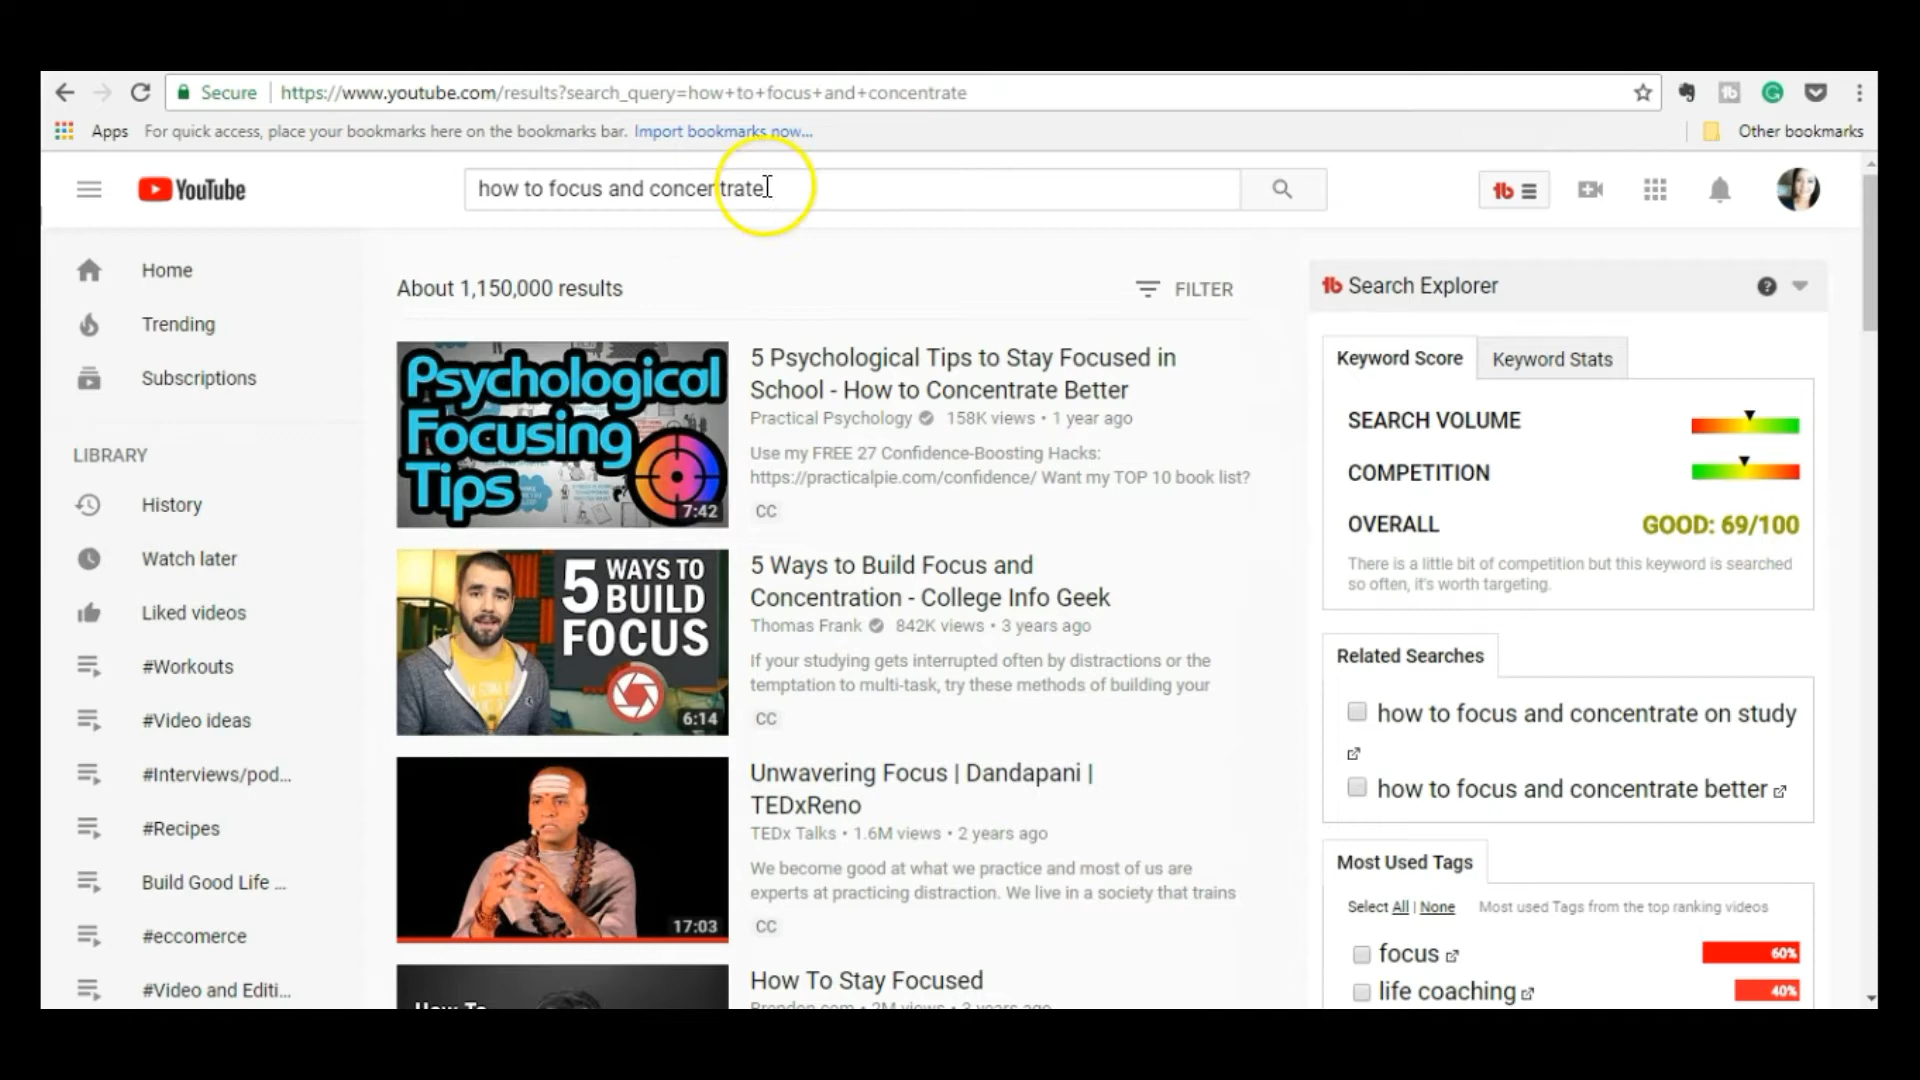 Secure
https://www.youtube.com/results?search_query=how+to+focus+and+concentrate
Apps
For quick access, place your bookmarks here on the bookmarks bar. Import bookmarks now...
Other bookmarks
YouTube
how to focus and concentrate
Home
Trending
Subscriptions
LIBRARY
History
Watch later
Liked videos
#Workouts
#Video ideas
#Interviews/pod...
#Recipes
Build Good Life ...
#eccomerce
#Video and Editi...
About 1,150,000 results
FILTER
Psychological
Focusing
Tips
7:42
5 Psychological Tips to Stay Focused in
School - How to Concentrate Better
Practical Psychology 158K views • 1 year ago
Use my FREE 27 Confidence-Boosting Hacks:
https://practicalpie.com/confidence/ Want my TOP 10 book list?
CC
5 WAYS TO
BUILD
FOCUS
6:14
5 Ways to Build Focus and
Concentration - College Info Geek
Thomas Frank 842K views • 3 years ago
If your studying gets interrupted often by distractions or the
temptation to multi-task, try these methods of building your
CC
17:03
Unwavering Focus | Dandapani |
TEDxReno
TEDx Talks • 1.6M views • 2 years ago
We become good at what we practice and most of us are
experts at practicing distraction. We live in a society that trains
CC
How To
How To Stay Focused
Brendon.com • 2M views • 3 years ago
tb Search Explorer
Keyword Score
Keyword Stats
SEARCH VOLUME
COMPETITION
OVERALL
GOOD: 69/100
There is a little bit of competition but this keyword is searched
so often, it's worth targeting.
Related Searches
how to focus and concentrate on study
how to focus and concentrate better
Most Used Tags
Select All | None
Most used Tags from the top ranking videos
focus
60%
life coaching
40%